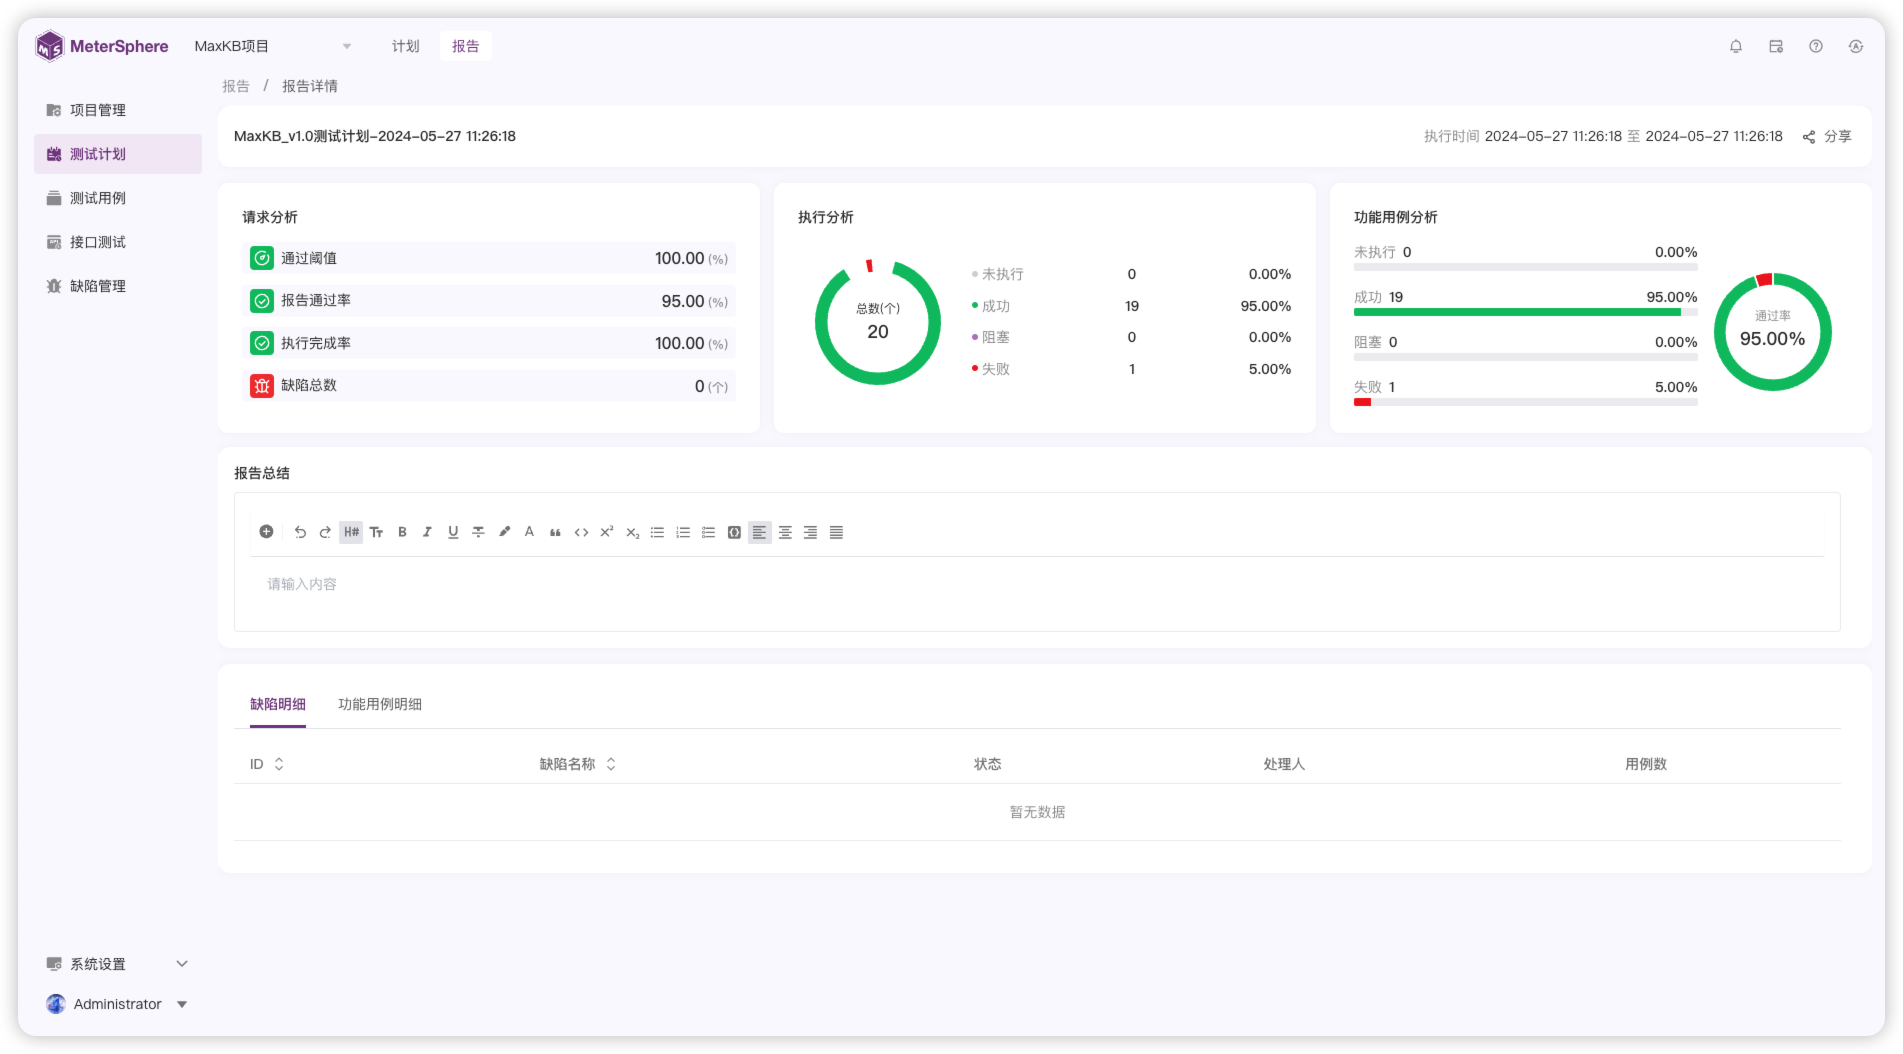 MeterSphere
MaxKB项目
计划
报告
报告 / 报告详情
项目管理
测试计划
测试用例
接口测试
缺陷管理
MaxKB_v1.0测试计划-2024-05-27 11:26:18
执行时间 2024-05-27 11:26:18 至 2024-05-27 11:26:18
分享
请求分析
通过阈值 100.00 (%)
报告通过率 95.00 (%)
执行完成率 100.00 (%)
缺陷总数 0 (个)
执行分析
总数(个)
20
未执行 0 0.00%
成功 19 95.00%
阻塞 0 0.00%
失败 1 5.00%
功能用例分析
未执行 0 0.00%
成功 19 95.00%
阻塞 0 0.00%
失败 1 5.00%
通过率
95.00%
报告总结
请输入内容
缺陷明细
功能用例明细
ID 缺陷名称 状态 处理人 用例数
暂无数据
系统设置
Administrator